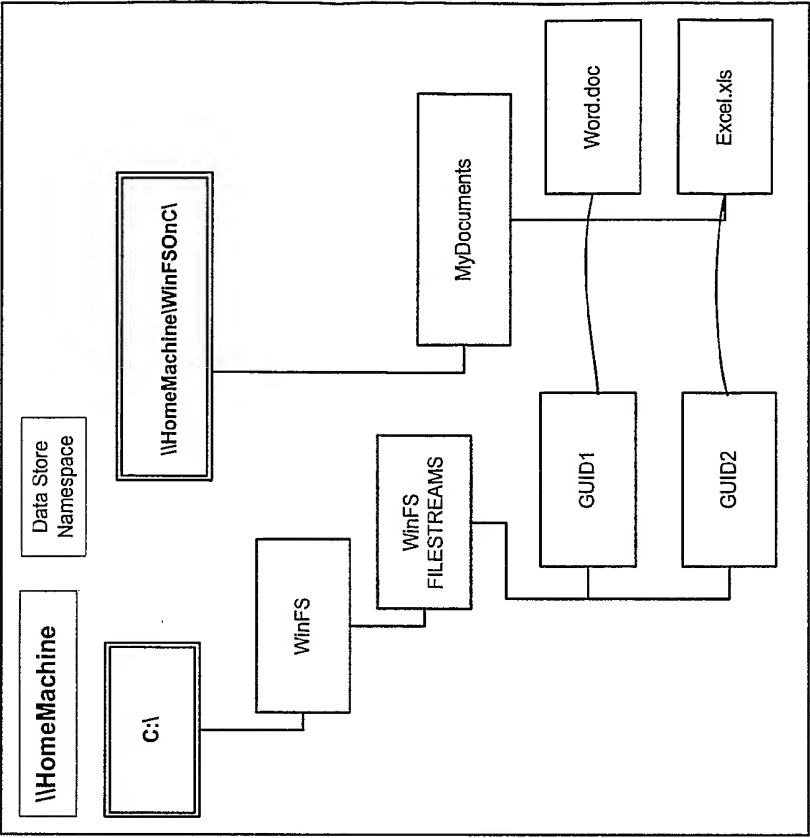 \\HomeMachine
Data Store
Namespace
C:\
\\HomeMachine\WinFSOnC\
WinFS
WinFS
FILESTREAMS
MyDocuments
GUID1
Word.doc
GUID2
Excel.xls